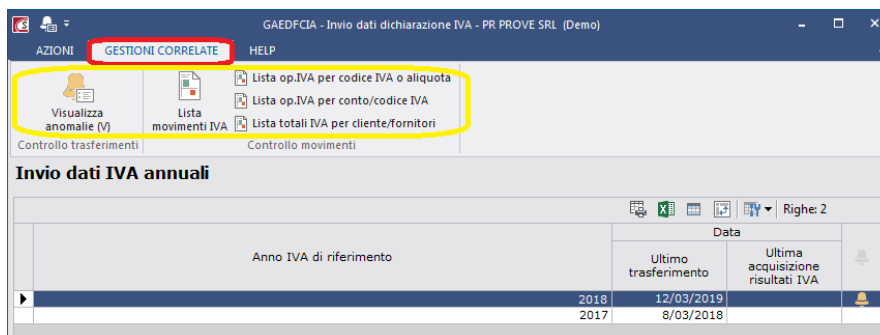 GAEDFCIA - Invio dati dichiarazione IVA - PR PROVE SRL (Demo)
AZIONI GESTIONI CORRELATE HELP
Visualizza
anomalie (V)
Controllo trasferimenti
Lista
movimenti IVA
Lista op.IVA per codice IVA o aliquota
Lista op.IVA per conto/codice IVA
Lista totali IVA per cliente/fornitori
Controllo movimenti
Invio dati IVA annuali
Righe: 2
Anno IVA di riferimento
Data
Ultimo
trasferimento
Ultima
acquisizione
risultati IVA
2018 12/03/2019
2017 8/03/2018